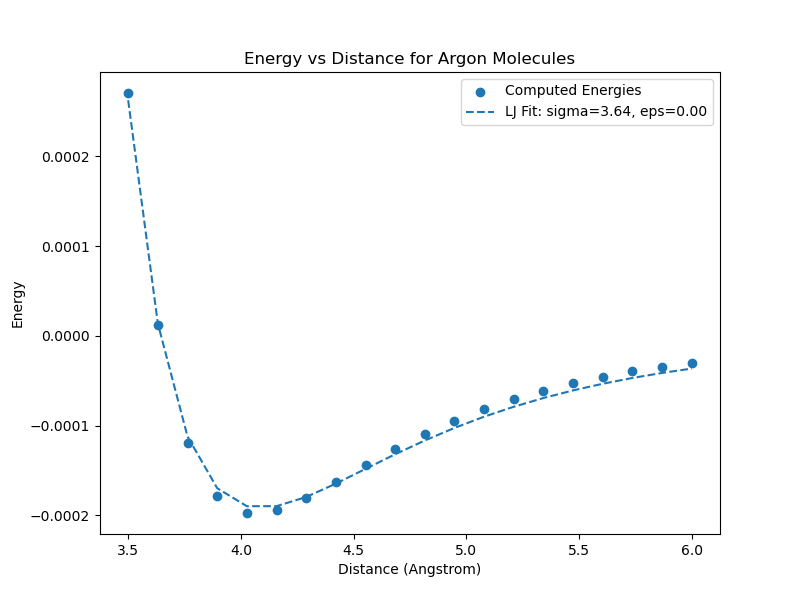 Energy vs Distance for Argon Molecules
Computed Energies
LJ Fit: sigma=3.64, eps=0.00
0.0002
0.0001
0.0000
−0.0001
−0.0002
Energy
3.5 4.0 4.5 5.0 5.5 6.0
Distance (Angstrom)